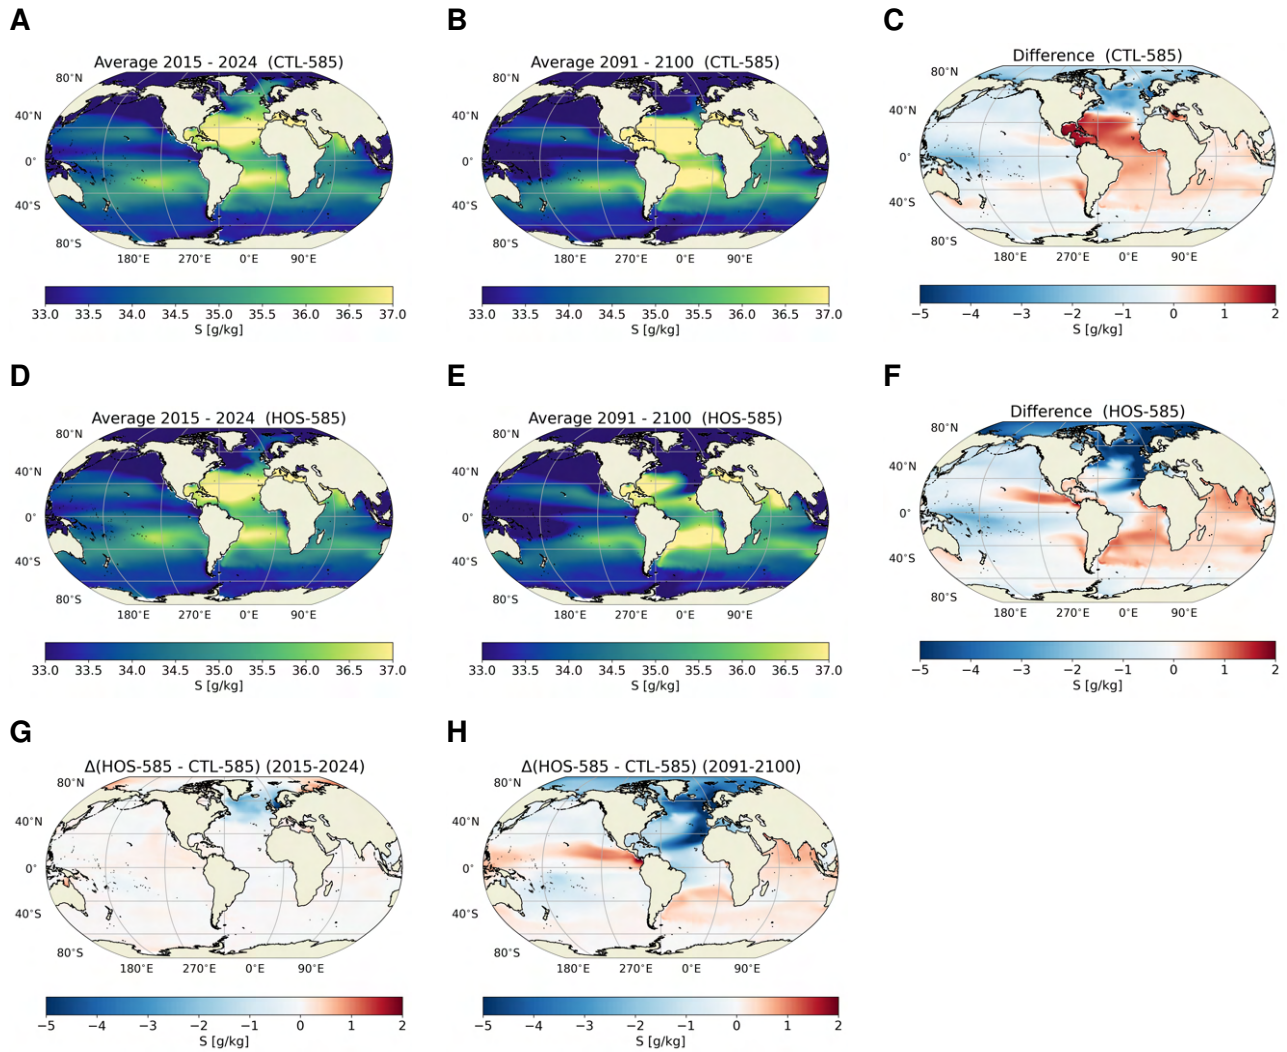 A
B
C
Average 2015 - 2024 (CTL-585)
Average 2091 - 2100 (CTL-585)
Difference (CTL-585)
80°N
40°N
0°
40°S
80°S
180°E 270°E 0°E 90°E
33.0 33.5 34.0 34.5 35.0 35.5 36.0 36.5 37.0
S [g/kg]
80°N
40°N
0°
40°S
80°S
180°E 270°E 0°E 90°E
33.0 33.5 34.0 34.5 35.0 35.5 36.0 36.5 37.0
S [g/kg]
80°N
40°N
0°
40°S
80°S
180°E 270°E 0°E 90°E
−5 −4 −3 −2 −1 0 1 2
S [g/kg]
D
E
F
Average 2015 - 2024 (HOS-585)
Average 2091 - 2100 (HOS-585)
Difference (HOS-585)
80°N
40°N
0°
40°S
80°S
180°E 270°E 0°E 90°E
33.0 33.5 34.0 34.5 35.0 35.5 36.0 36.5 37.0
S [g/kg]
80°N
40°N
0°
40°S
80°S
180°E 270°E 0°E 90°E
33.0 33.5 34.0 34.5 35.0 35.5 36.0 36.5 37.0
S [g/kg]
80°N
40°N
0°
40°S
80°S
180°E 270°E 0°E 90°E
−5 −4 −3 −2 −1 0 1 2
S [g/kg]
G
H
Δ(HOS-585 - CTL-585) (2015-2024)
Δ(HOS-585 - CTL-585) (2091-2100)
80°N
40°N
0°
40°S
80°S
180°E 270°E 0°E 90°E
−5 −4 −3 −2 −1 0 1 2
S [g/kg]
80°N
40°N
0°
40°S
80°S
180°E 270°E 0°E 90°E
−5 −4 −3 −2 −1 0 1 2
S [g/kg]